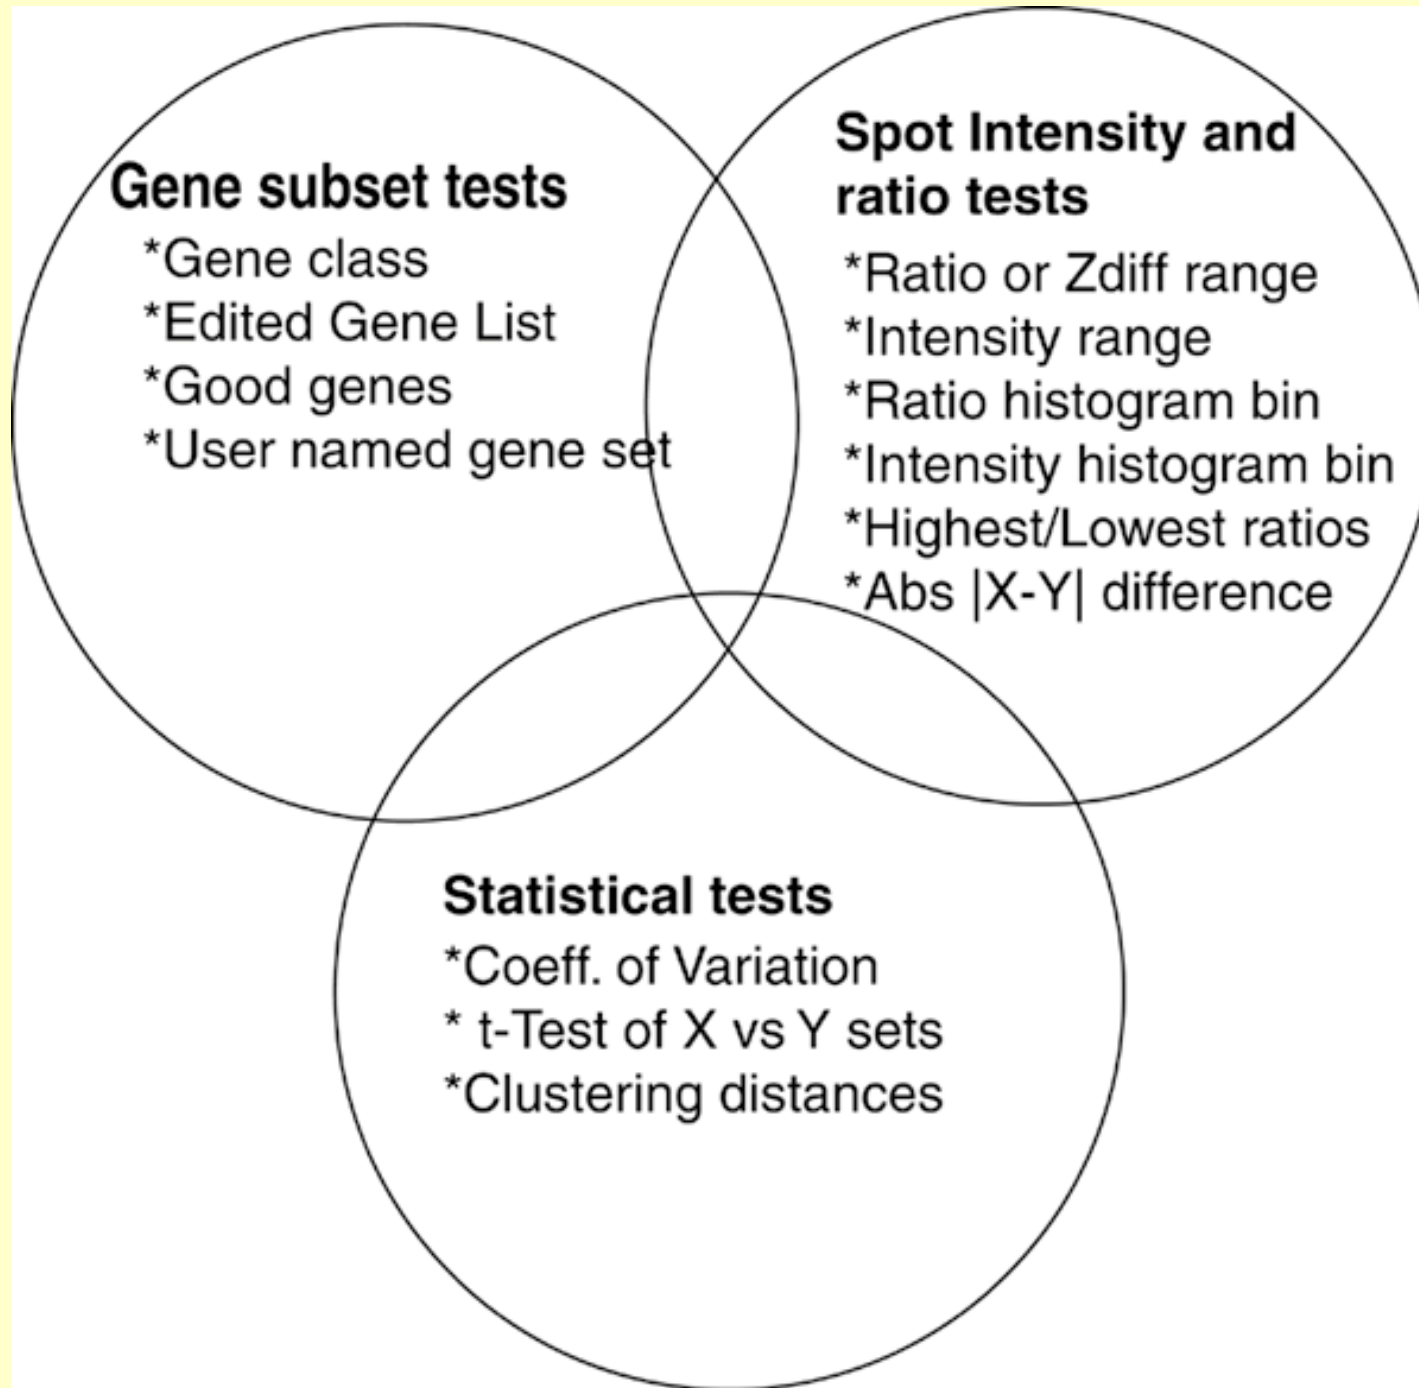 Gene subset tests
*Gene class
*Edited Gene List
*Good genes
*User named gene set
Spot Intensity and
ratio tests
*Ratio or Zdiff range
*Intensity range
*Ratio histogram bin
*Intensity histogram bin
*Highest/Lowest ratios
*Abs |X-Y| difference
Statistical tests
*Coeff. of Variation
* t-Test of X vs Y sets
*Clustering distances